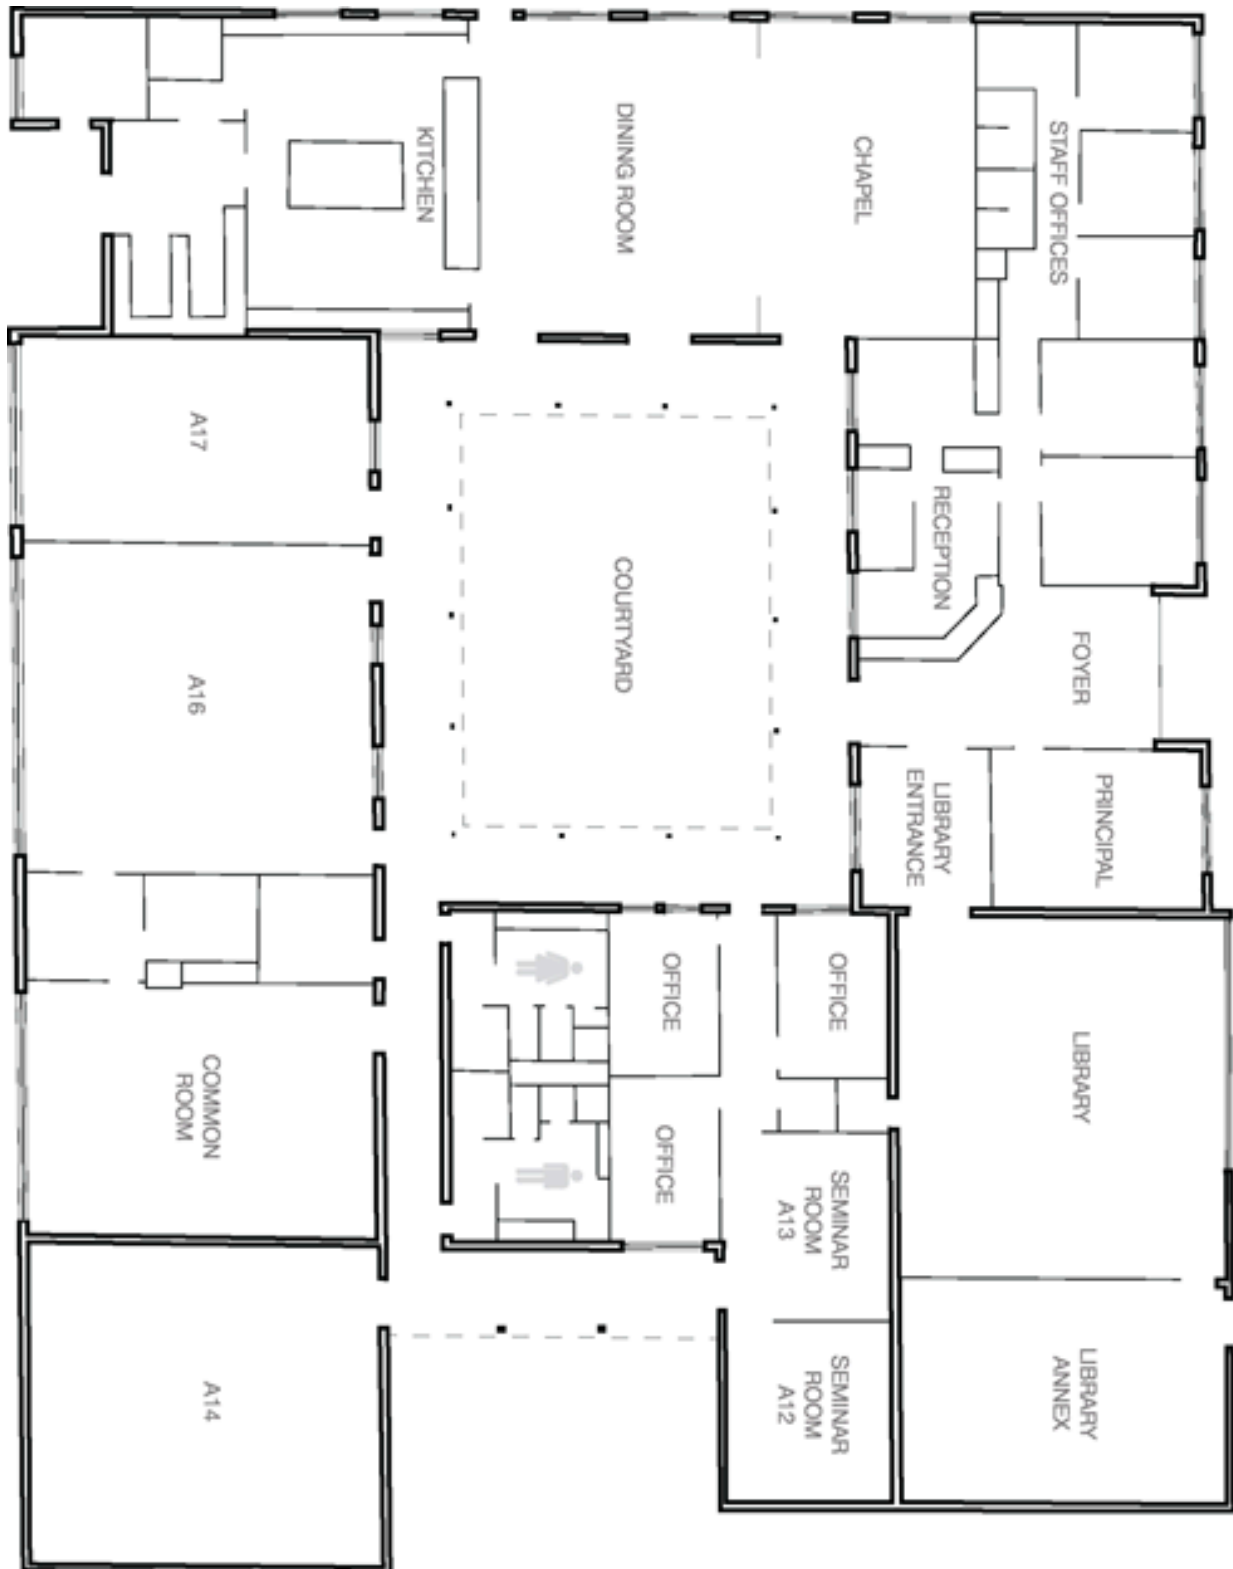 STAFF OFFICES
CHAPEL
DINING ROOM
KITCHEN
FOYER
RECEPTION
COURTYARD
A17
A16
PRINCIPAL
LIBRARY
ENTRANCE
LIBRARY
OFFICE
OFFICE
OFFICE
COMMON
ROOM
SEMINAR
ROOM
A13
LIBRARY
ANNEX
SEMINAR
ROOM
A12
A14